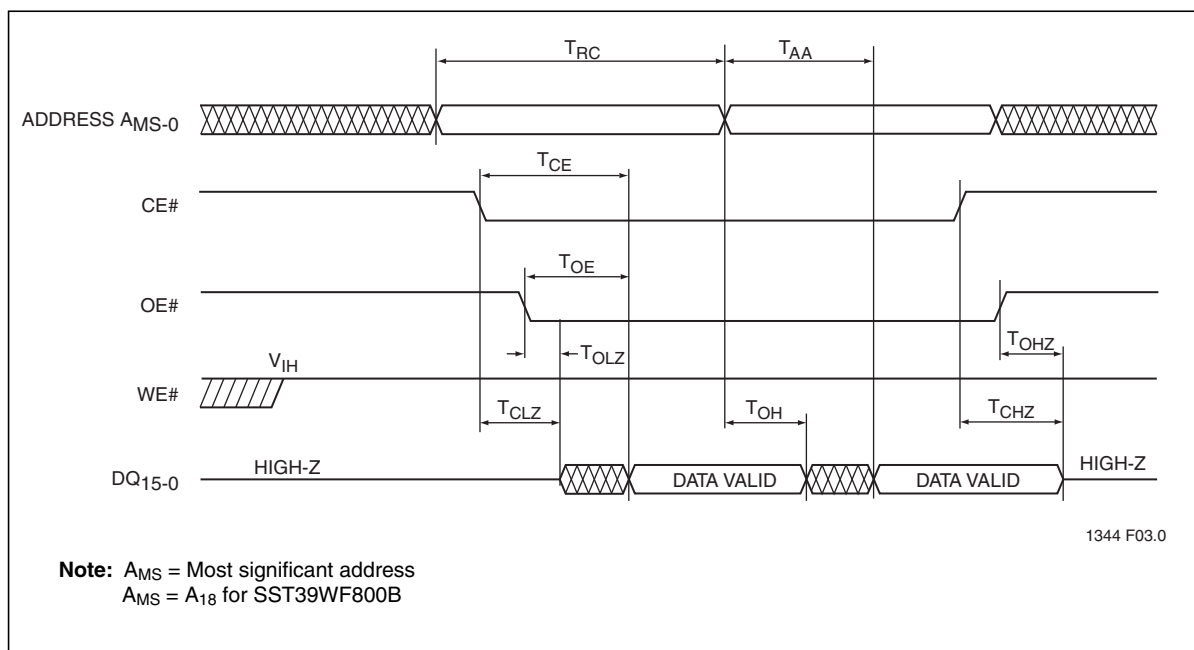 TRC TAA
ADDRESS AMS-0
TCE
CE#
TOE
OE#
TOHZ
TOLZ
VIH
WE#
TCLZ TOH TCHZ
HIGH-Z HIGH-Z
DQ15-0 DATA VALID DATA VALID
1344 F03.0
Note: AMS = Most significant address
AMS = A18 for SST39WF800B